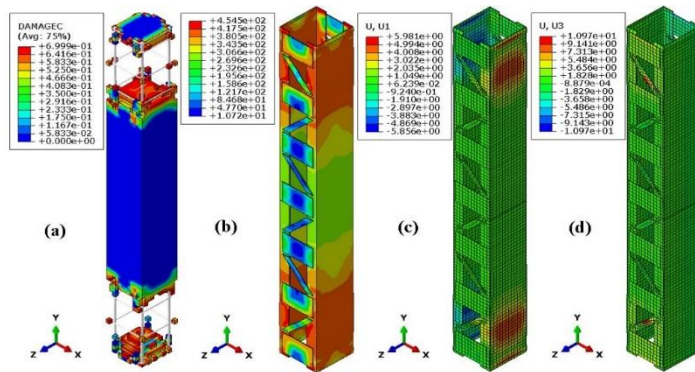 DAMAGEC
(Avg: 75%)
+6.999e-01
+6.416e-01
+5.833e-01
+5.250e-01
+4.666e-01
+4.083e-01
+3.500e-01
+2.916e-01
+2.333e-01
+1.750e-01
+1.167e-01
+5.833e-02
+0.000e+00
(a)
Y
Z
X
+4.545e+02
+4.175e+02
+3.805e+02
+3.435e+02
+3.066e+02
+2.696e+02
+2.326e+02
+1.956e+02
+1.586e+02
+1.217e+02
+8.468e+01
+4.770e+01
+1.072e+01
(b)
Y
Z
X
U, U1
+5.981e+00
+4.994e+00
+4.008e+00
+3.022e+00
+2.035e+00
+1.049e+00
+6.239e-02
-9.240e-01
-1.910e+00
-2.897e+00
-3.883e+00
-4.869e+00
-5.856e+00
(c)
Y
Z
X
U, U3
+1.097e+01
+9.141e+00
+7.313e+00
+5.484e+00
+3.656e+00
+1.828e+00
-8.879e-04
-1.829e+00
-3.658e+00
-5.486e+00
-7.315e+00
-9.143e+00
-1.097e+01
(d)
Y
Z
X